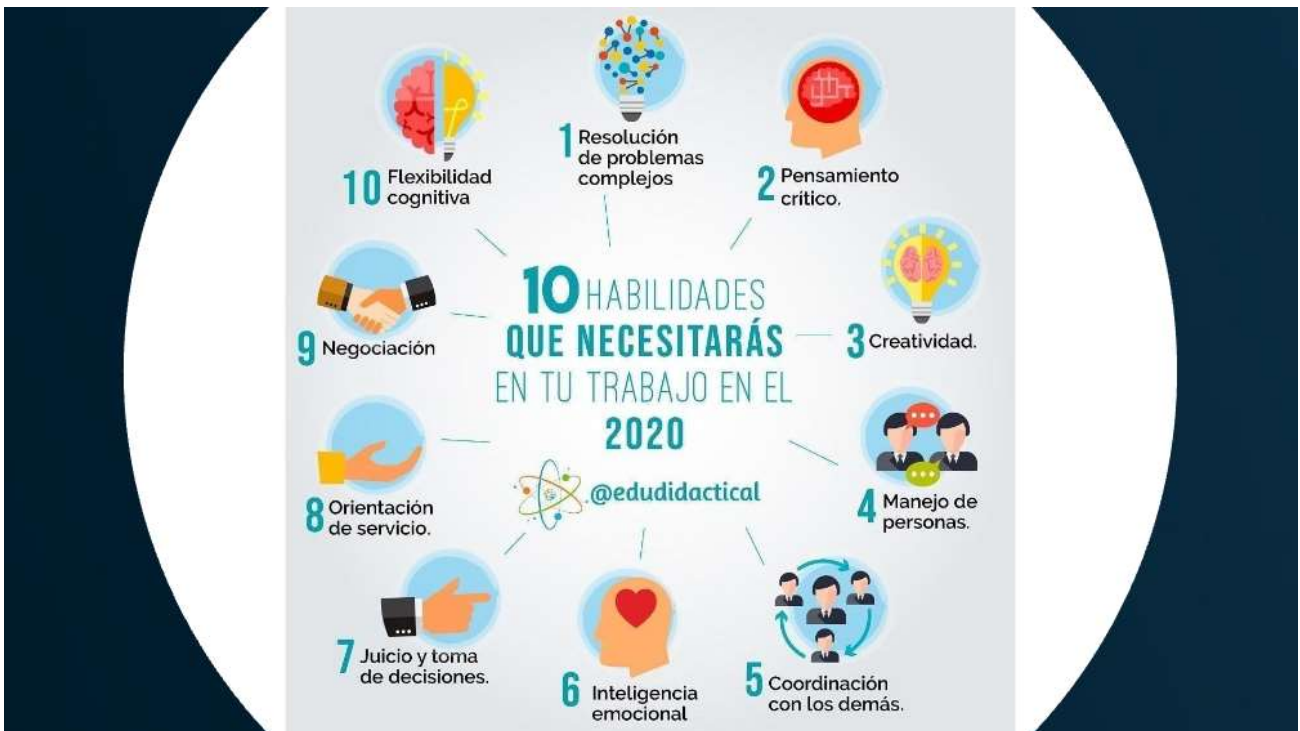 10 HABILIDADES
QUE NECESITARÁS
EN TU TRABAJO EN EL
2020
@edudidactical
1 Resolución
de problemas
complejos
2 Pensamiento
crítico.
3 Creatividad.
4 Manejo de
personas.
5 Coordinación
con los demás.
6 Inteligencia
emocional
7 Juicio y toma
de decisiones.
8 Orientación
de servicio.
9 Negociación
10 Flexibilidad
cognitiva